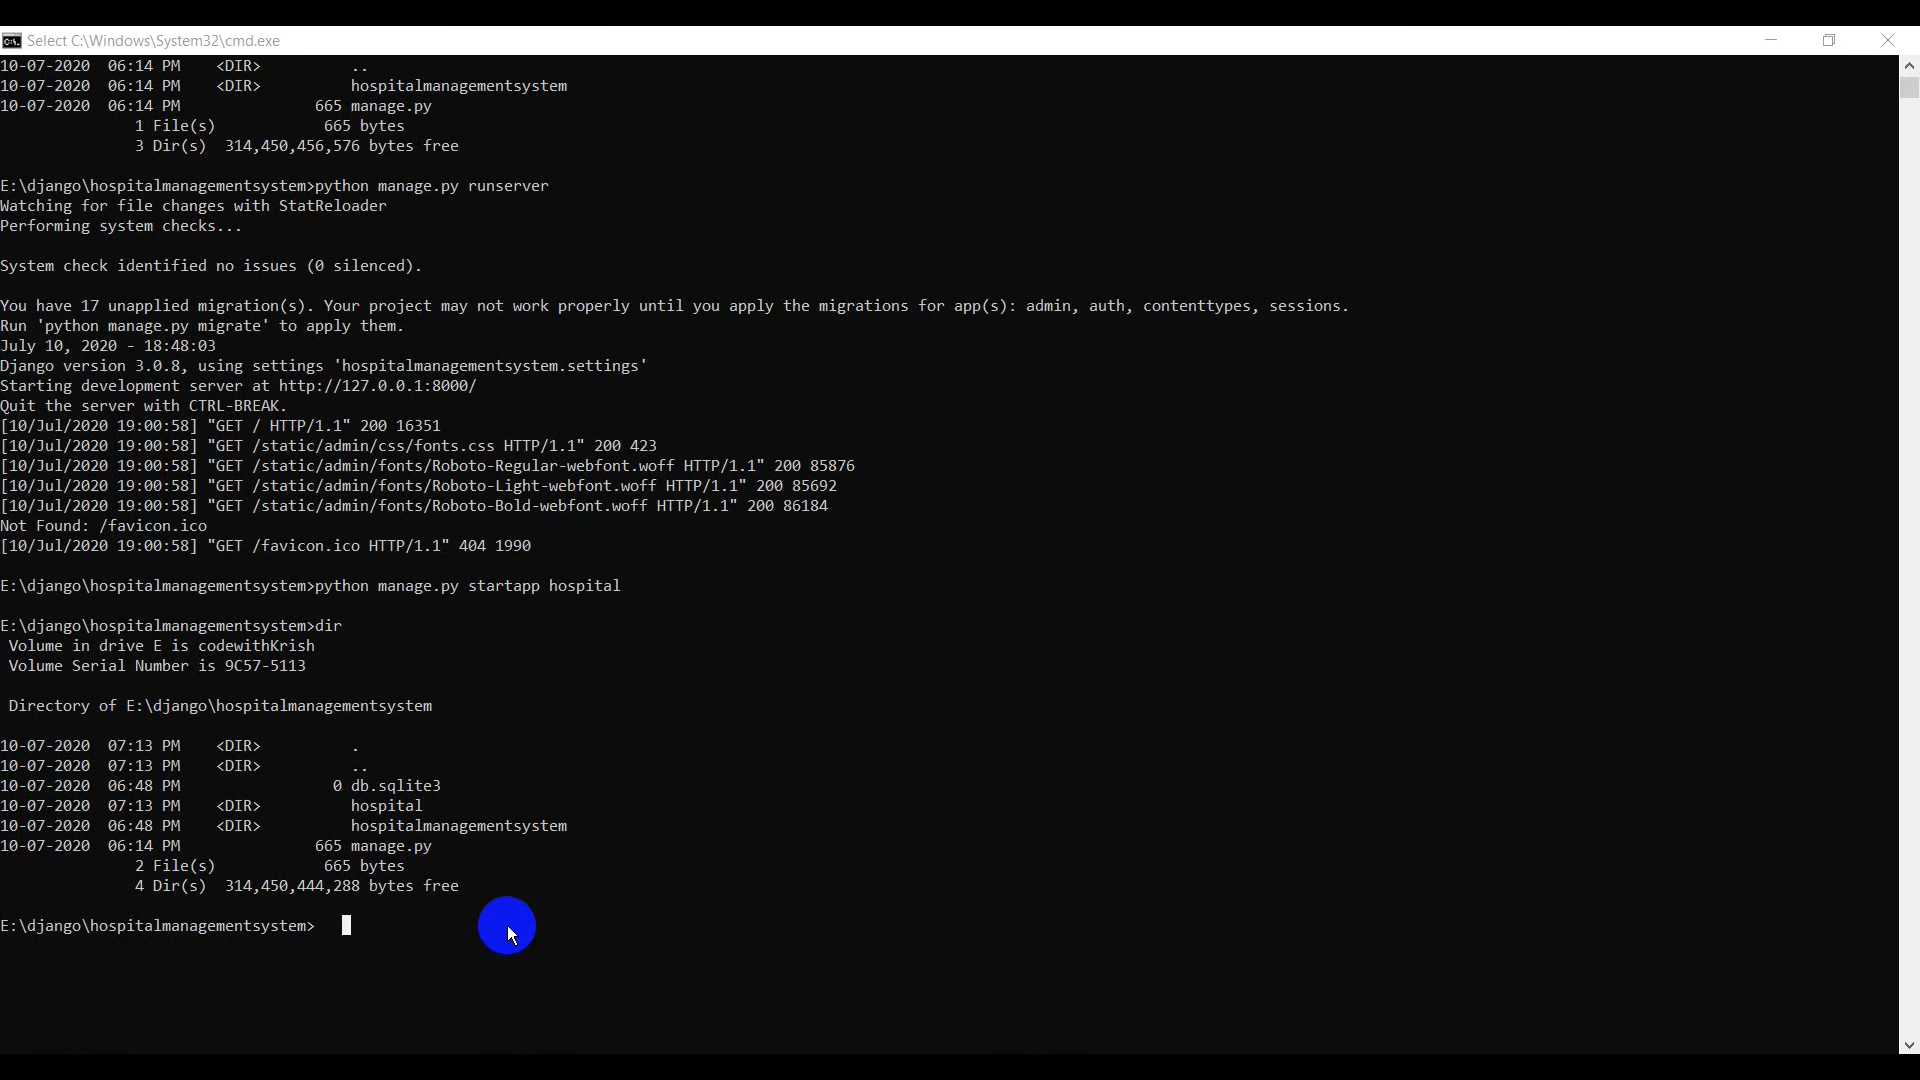 Select C:\Windows\System32\cmd.exe
10-07-2020  06:14 PM    <DIR>          ..
10-07-2020  06:14 PM    <DIR>          hospitalmanagementsystem
10-07-2020  06:14 PM               665 manage.py
               1 File(s)            665 bytes
               3 Dir(s)  314,450,456,576 bytes free
E:\django\hospitalmanagementsystem>python manage.py runserver
Watching for file changes with StatReloader
Performing system checks...
System check identified no issues (0 silenced).
You have 17 unapplied migration(s). Your project may not work properly until you apply the migrations for app(s): admin, auth, contenttypes, sessions.
Run 'python manage.py migrate' to apply them.
July 10, 2020 - 18:48:03
Django version 3.0.8, using settings 'hospitalmanagementsystem.settings'
Starting development server at http://127.0.0.1:8000/
Quit the server with CTRL-BREAK.
[10/Jul/2020 19:00:58] "GET / HTTP/1.1" 200 16351
[10/Jul/2020 19:00:58] "GET /static/admin/css/fonts.css HTTP/1.1" 200 423
[10/Jul/2020 19:00:58] "GET /static/admin/fonts/Roboto-Regular-webfont.woff HTTP/1.1" 200 85876
[10/Jul/2020 19:00:58] "GET /static/admin/fonts/Roboto-Light-webfont.woff HTTP/1.1" 200 85692
[10/Jul/2020 19:00:58] "GET /static/admin/fonts/Roboto-Bold-webfont.woff HTTP/1.1" 200 86184
Not Found: /favicon.ico
[10/Jul/2020 19:00:58] "GET /favicon.ico HTTP/1.1" 404 1990
E:\django\hospitalmanagementsystem>python manage.py startapp hospital
E:\django\hospitalmanagementsystem>dir
 Volume in drive E is codewithKrish
 Volume Serial Number is 9C57-5113
 Directory of E:\django\hospitalmanagementsystem
10-07-2020  07:13 PM    <DIR>          .
10-07-2020  07:13 PM    <DIR>          ..
10-07-2020  06:48 PM                 0 db.sqlite3
10-07-2020  07:13 PM    <DIR>          hospital
10-07-2020  06:48 PM    <DIR>          hospitalmanagementsystem
10-07-2020  06:14 PM               665 manage.py
               2 File(s)            665 bytes
               4 Dir(s)  314,450,444,288 bytes free
E:\django\hospitalmanagementsystem>